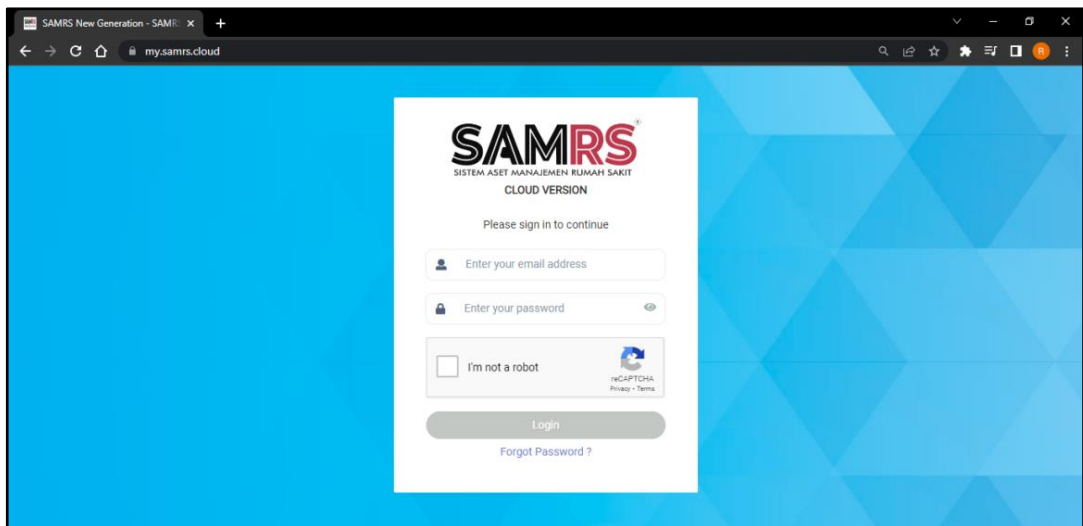 SAMRS New Generation - SAMR
my.samrs.cloud
R
SAMRS
SISTEM ASET MANAJEMEN RUMAH SAKIT
CLOUD VERSION
Please sign in to continue
Enter your email address
Enter your password
I'm not a robot
reCAPTCHA
Privacy - Terms
Login
Forgot Password ?